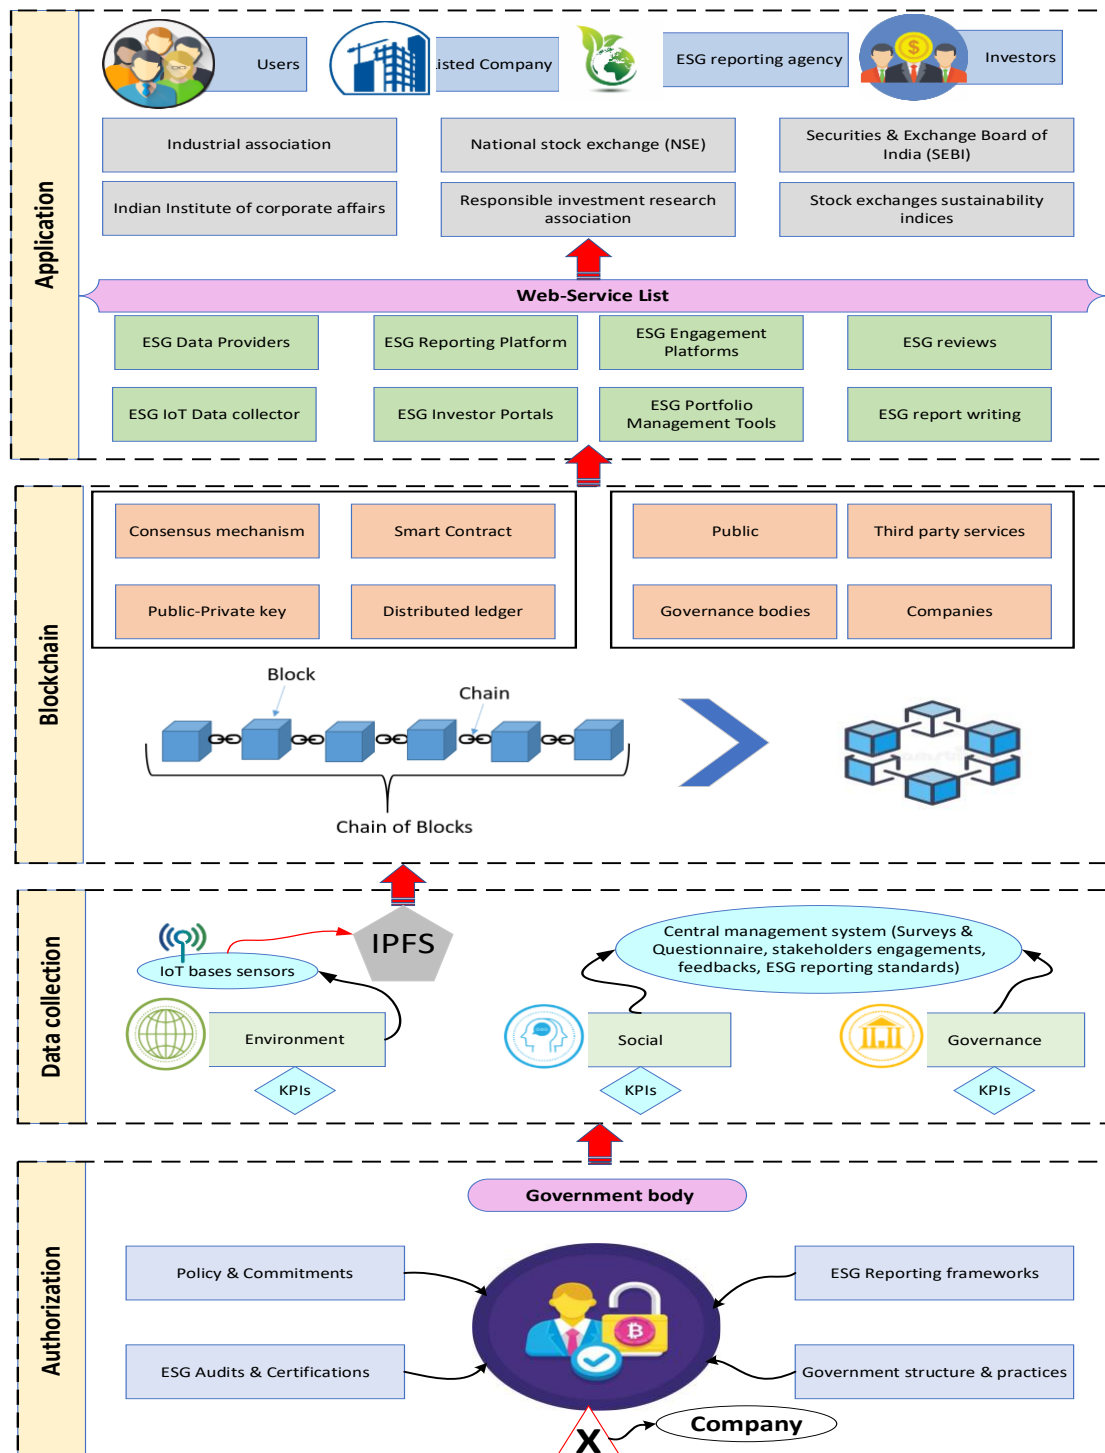 Application
Users
Listed Company
ESG reporting agency
Investors
Industrial association
National stock exchange (NSE)
Securities & Exchange Board of
India (SEBI)
Indian Institute of corporate affairs
Responsible investment research
association
Stock exchanges sustainability
indices
Web-Service List
ESG Data Providers
ESG Reporting Platform
ESG Engagement
Platforms
ESG reviews
ESG IoT Data collector
ESG Investor Portals
ESG Portfolio
Management Tools
ESG report writing
Blockchain
Consensus mechanism
Smart Contract
Public
Third party services
Public-Private key
Distributed ledger
Governance bodies
Companies
Block
Chain
Chain of Blocks
Data collection
IPFS
IoT bases sensors
Central management system (Surveys &
Questionnaire, stakeholders engagements,
feedbacks, ESG reporting standards)
Environment
Social
Governance
KPIs
KPIs
KPIs
Authorization
Government body
Policy & Commitments
ESG Reporting frameworks
ESG Audits & Certifications
Government structure & practices
X
Company